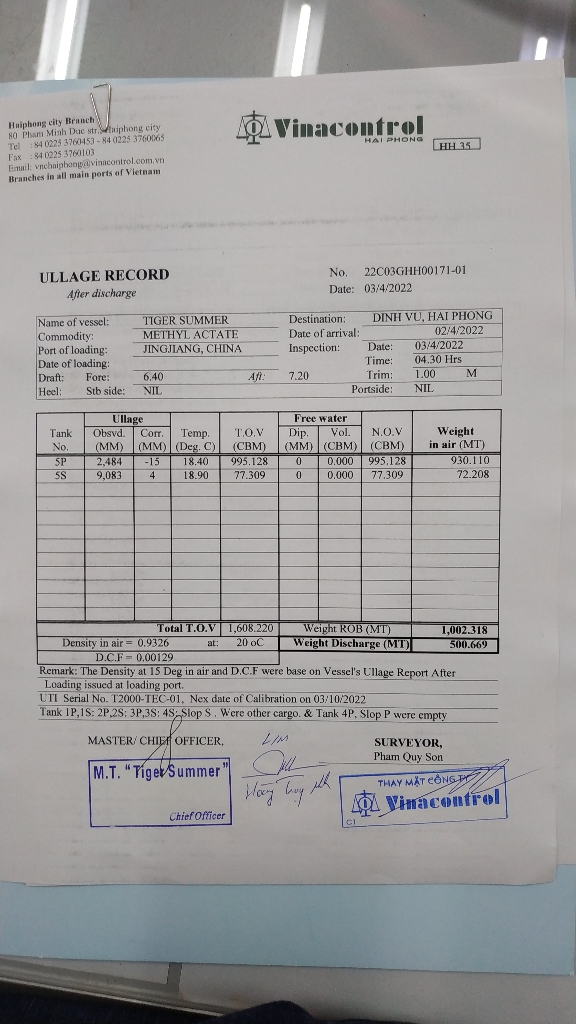 Haiphong city Branch
80 Pham Minh Duc str., Haiphong city
Tel : 84 0225 3760453 - 84 0225 3760065
Fax : 84 0225 3760103
Email: vnchaiphong@vinacontrol.com.vn
Branches in all main ports of Vietnam
Vinacontrol
HAI PHONG
HH 35
ULLAGE RECORD
After discharge
No. 22C03GHH00171-01
Date: 03/4/2022
Name of vessel: TIGER SUMMER Destination: DINH VU, HAI PHONG
Commodity: METHYL ACTATE Date of arrival: 02/4/2022
Port of loading: JINGJIANG, CHINA Inspection: Date: 03/4/2022
Date of loading: Time: 04.30 Hrs
Draft: Fore: 6.40 Aft: 7.20 Trim: 1.00 M
Heel: Stb side: NIL Portside: NIL
Ullage Free water
Tank No. Obsvd. (MM) Corr. (MM) Temp. (Deg. C) T.O.V (CBM) Dip. (MM) Vol. (CBM) N.O.V (CBM) Weight in air (MT)
5P 2,484 -15 18.40 995.128 0 0.000 995.128 930.110
5S 9,083 4 18.90 77.309 0 0.000 77.309 72.208
Total T.O.V 1,608.220 Weight ROB (MT) 1,002.318
Density in air = 0.9326 at: 20 oC Weight Discharge (MT) 500.669
D.C.F = 0.00129
Remark: The Density at 15 Deg in air and D.C.F were base on Vessel's Ullage Report After
Loading issued at loading port.
UTI Serial No. T2000-TEC-01, Nex date of Calibration on 03/10/2022
Tank 1P,1S: 2P,2S: 3P,3S: 4S: Slop S . Were other cargo. & Tank 4P, Slop P were empty
MASTER/ CHIEF OFFICER,
LIM
SURVEYOR,
Pham Quy Son
M.T. "Tiger Summer"
Chief Officer
THAY MẶT CÔNG TY
Vinacontrol
C1